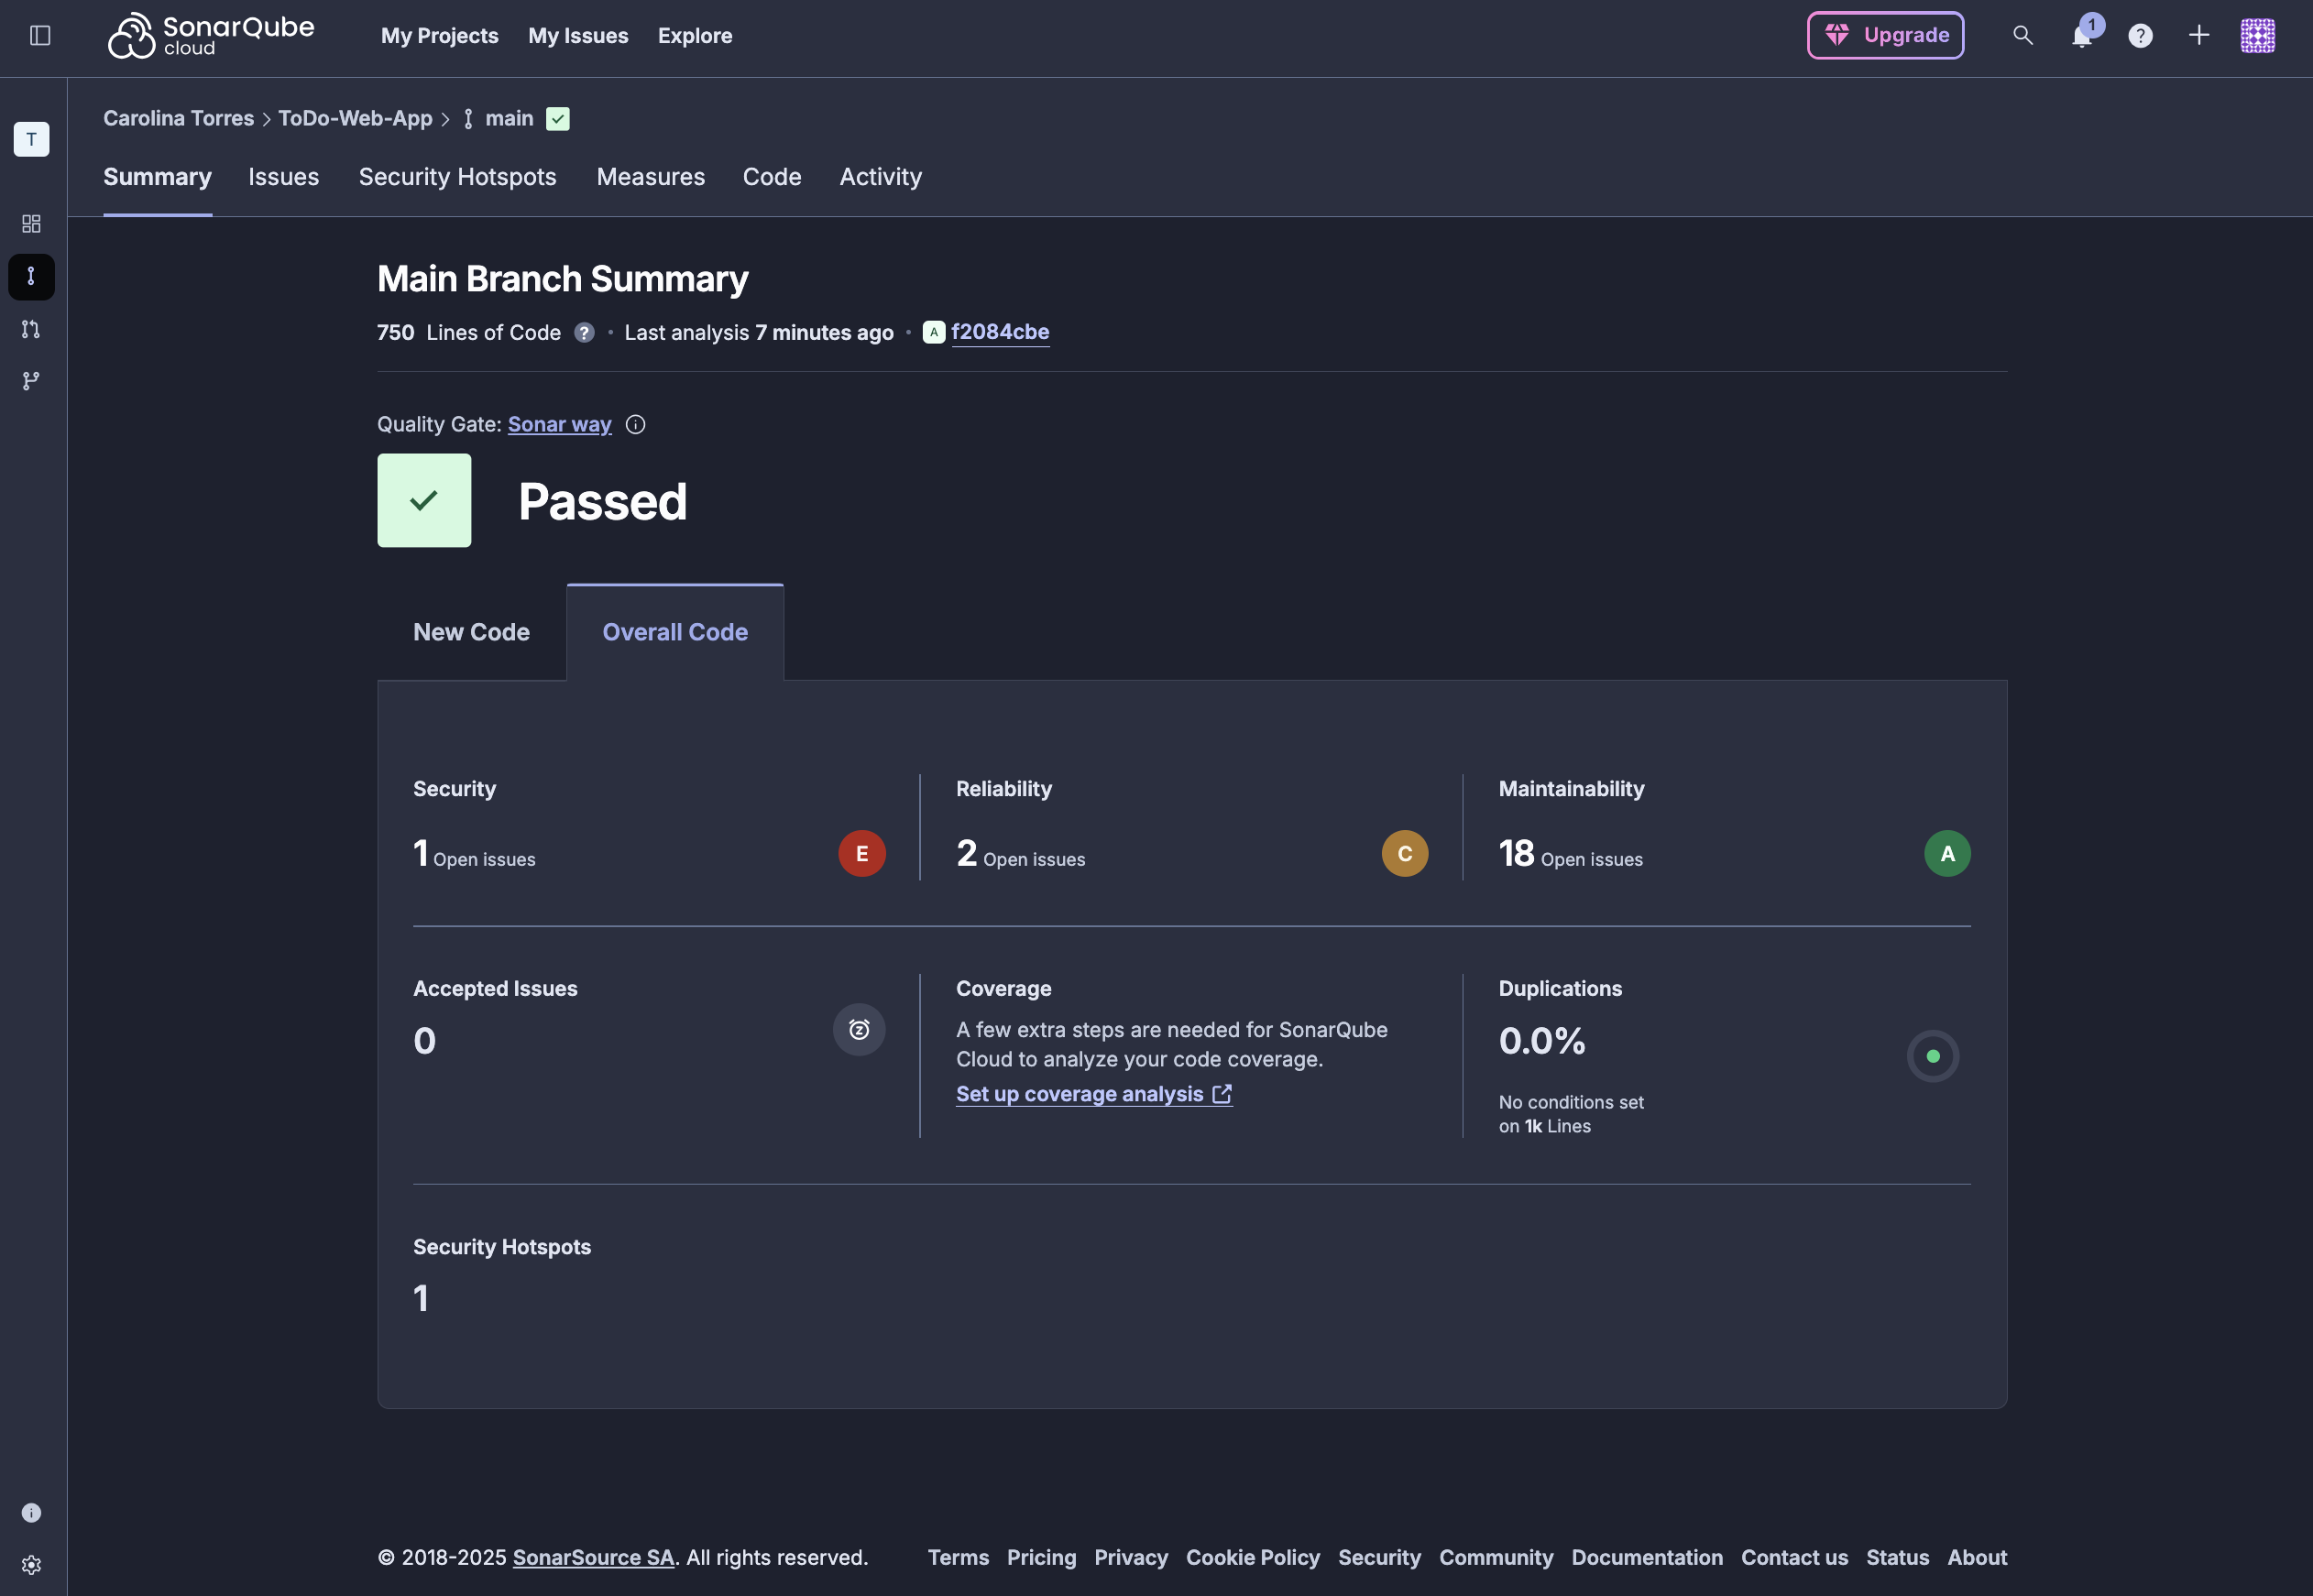 SonarQube
cloud
My Projects
My Issues
Explore
Upgrade
1
?
Carolina Torres > ToDo-Web-App > main
T
Summary
Issues
Security Hotspots
Measures
Code
Activity
Main Branch Summary
750 Lines of Code ? • Last analysis 7 minutes ago • A f2084cbe
Quality Gate: Sonar way
Passed
New Code
Overall Code
Security
1 Open issues
E
Reliability
2 Open issues
C
Maintainability
18 Open issues
A
Accepted Issues
0
Coverage
A few extra steps are needed for SonarQube
Cloud to analyze your code coverage.
Set up coverage analysis
Duplications
0.0%
No conditions set
on 1k Lines
Security Hotspots
1
© 2018-2025 SonarSource SA. All rights reserved.
Terms
Pricing
Privacy
Cookie Policy
Security
Community
Documentation
Contact us
Status
About